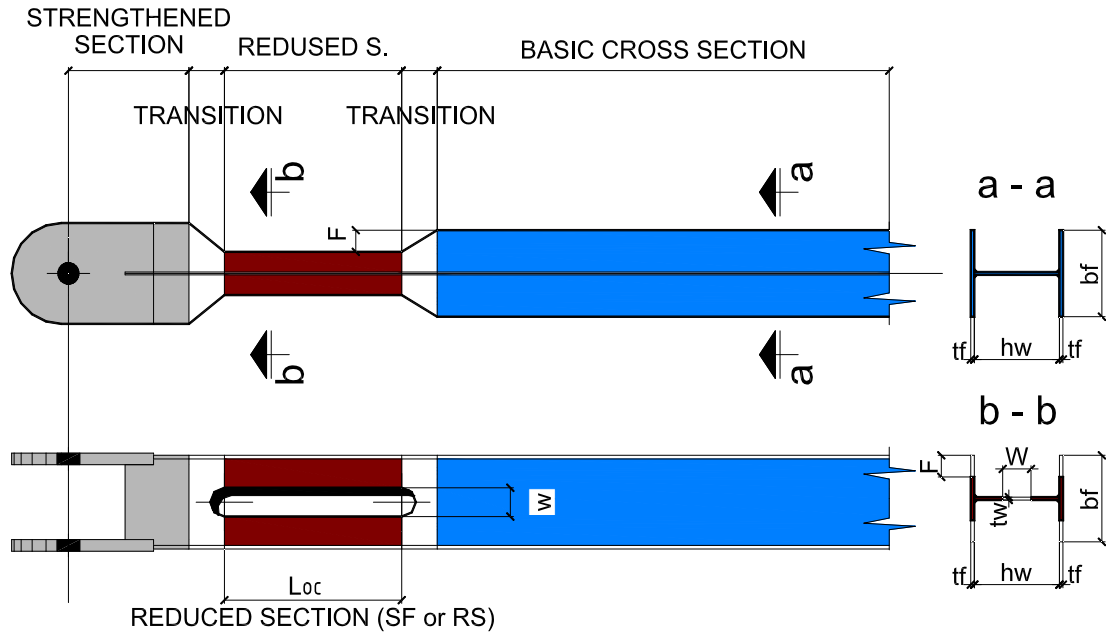 STRENGTHENED
SECTION
REDUSED S.
BASIC CROSS SECTION
TRANSITION
TRANSITION
b
a
a - a
F
bf
b
a
tf
hw
tf
b - b
F
W
bf
w
tw
tf
hw
tf
Loc
REDUCED SECTION (SF or RS)